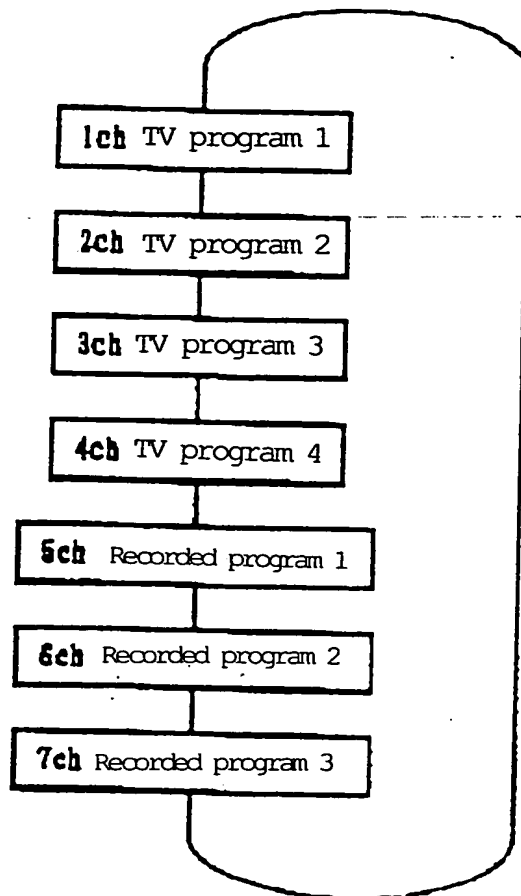 1ch TV program 1
2ch TV program 2
3ch TV program 3
4ch TV program 4
5ch Recorded program 1
6ch Recorded program 2
7ch Recorded program 3